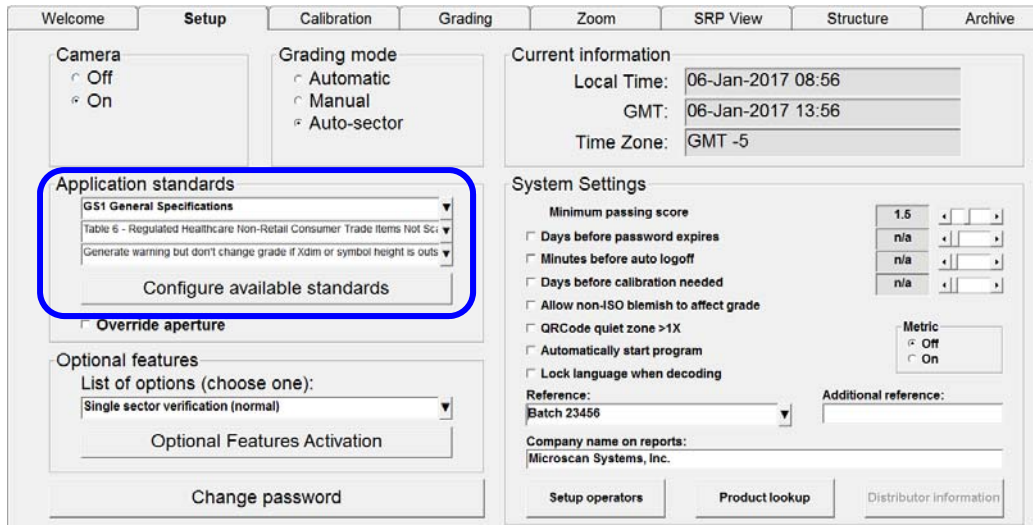 Welcome Setup Calibration Grading Zoom SRP View Structure Archive
Camera
Off
On
Grading mode
Automatic
Manual
Auto-sector
Current information
Local Time: 06-Jan-2017 08:56
GMT: 06-Jan-2017 13:56
Time Zone: GMT -5
Application standards
GS1 General Specifications
Table 6 - Regulated Healthcare Non-Retail Consumer Trade Items Not Sca
Generate warning but don't change grade if Xdim or symbol height is outs
Configure available standards
Override aperture
Optional features
List of options (choose one):
Single sector verification (normal)
Optional Features Activation
Change password
System Settings
Minimum passing score 1.5
Days before password expires n/a
Minutes before auto logoff n/a
Days before calibration needed n/a
Allow non-ISO blemish to affect grade
QRCode quiet zone >1X
Automatically start program
Lock language when decoding
Metric
Off
On
Reference: Additional reference:
Batch 23456
Company name on reports:
Microscan Systems, Inc.
Setup operators Product lookup Distributor information